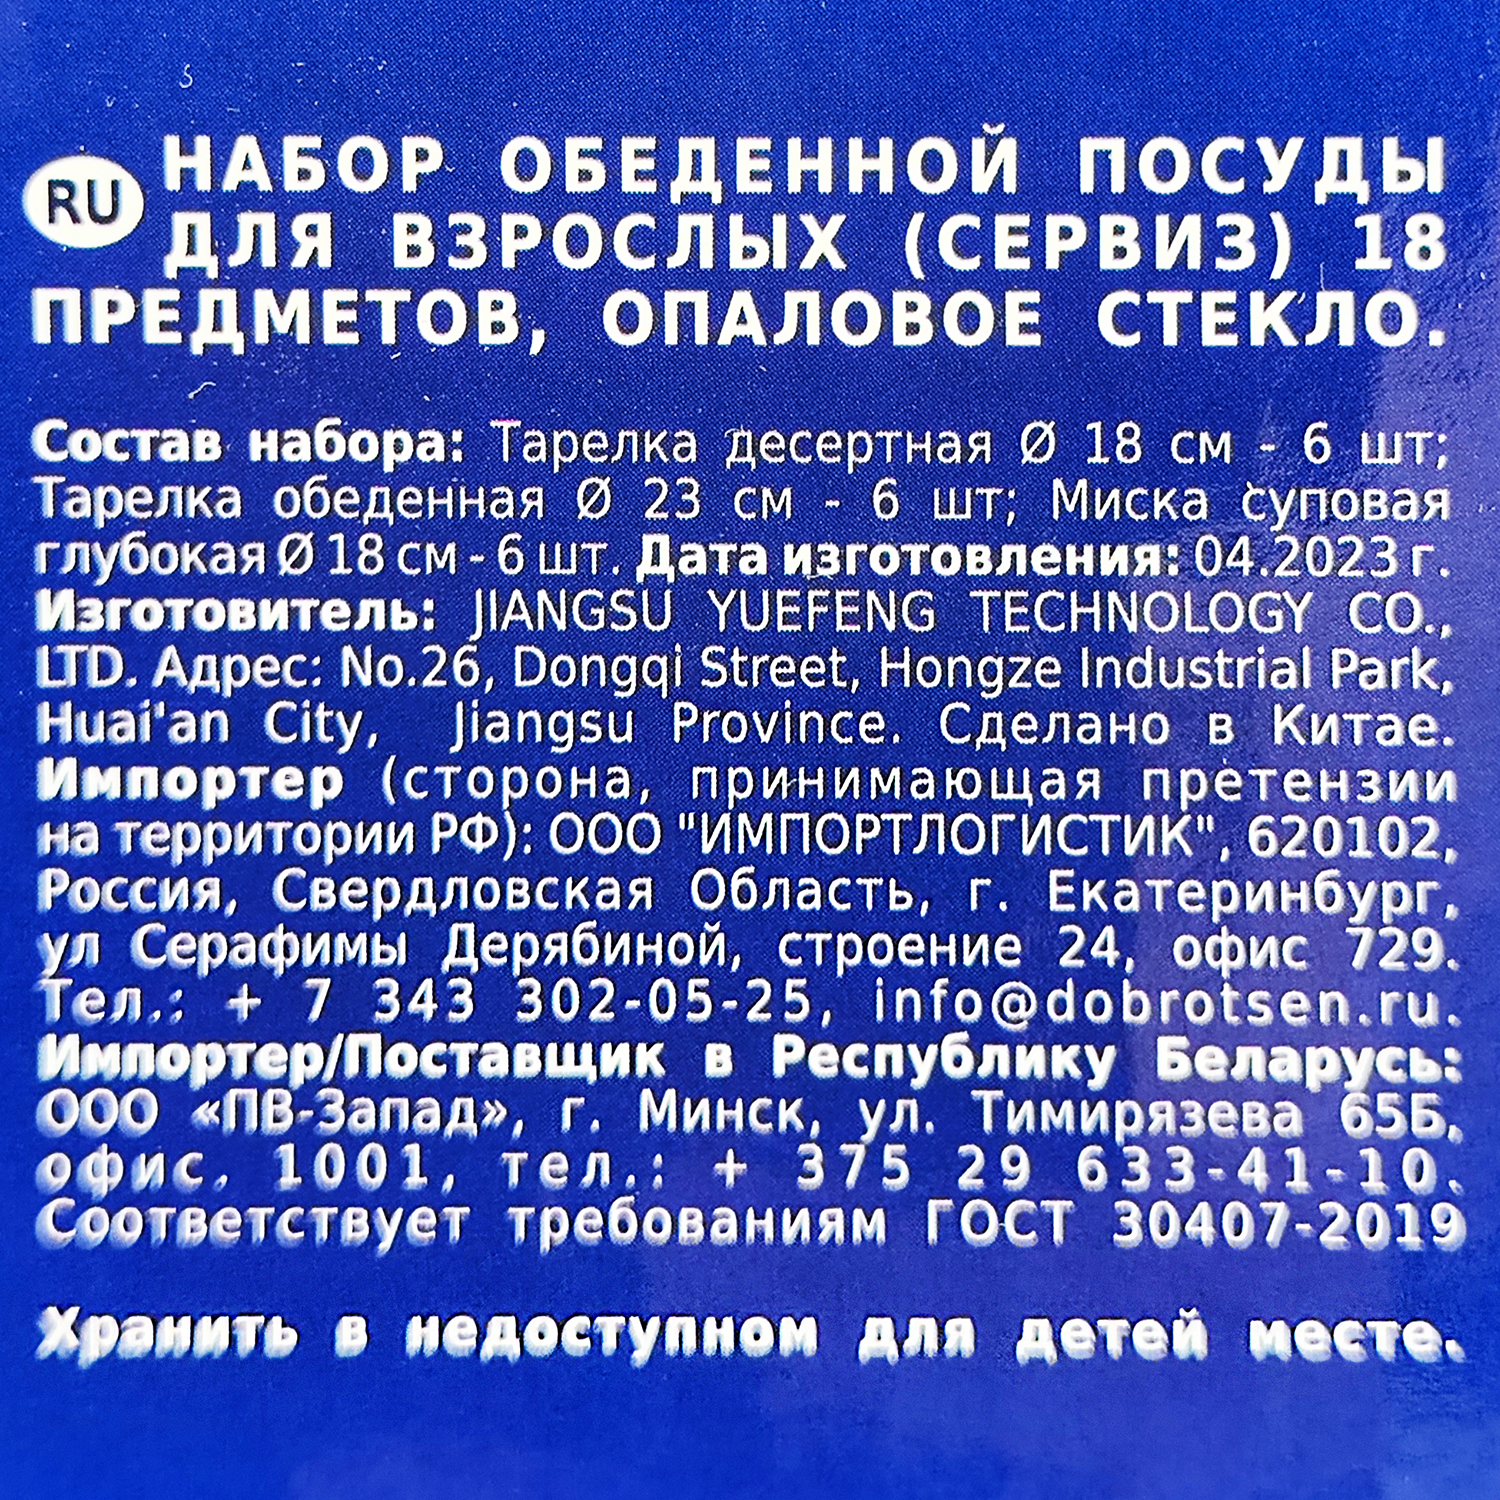 RU НАБОР ОБЕДЕННОЙ ПОСУДЫ
ДЛЯ ВЗРОСЛЫХ (СЕРВИЗ) 18
ПРЕДМЕТОВ, ОПАЛОВОЕ СТЕКЛО.
Состав набора: Тарелка десертная Ø 18 см - 6 шт;
Тарелка обеденная Ø 23 см - 6 шт; Миска суповая
глубокая Ø 18 см - 6 шт. Дата изготовления: 04.2023 г.
Изготовитель: JIANGSU YUEFENG TECHNOLOGY CO.,
LTD. Адрес: No.26, Dongqi Street, Hongze Industrial Park,
Huai'an City, Jiangsu Province. Сделано в Китае.
Импортер (сторона, принимающая претензии
на территории РФ): ООО "ИМПОРТЛОГИСТИК", 620102,
Россия, Свердловская Область, г. Екатеринбург,
ул Серафимы Дерябиной, строение 24, офис 729.
Тел.: + 7 343 302-05-25, info@dobrotsen.ru.
Импортер/Поставщик в Республику Беларусь:
ООО «ПВ-Запад», г. Минск, ул. Тимирязева 65Б,
офис. 1001, тел.: + 375 29 633-41-10.
Соответствует требованиям ГОСТ 30407-2019
Хранить в недоступном для детей месте.